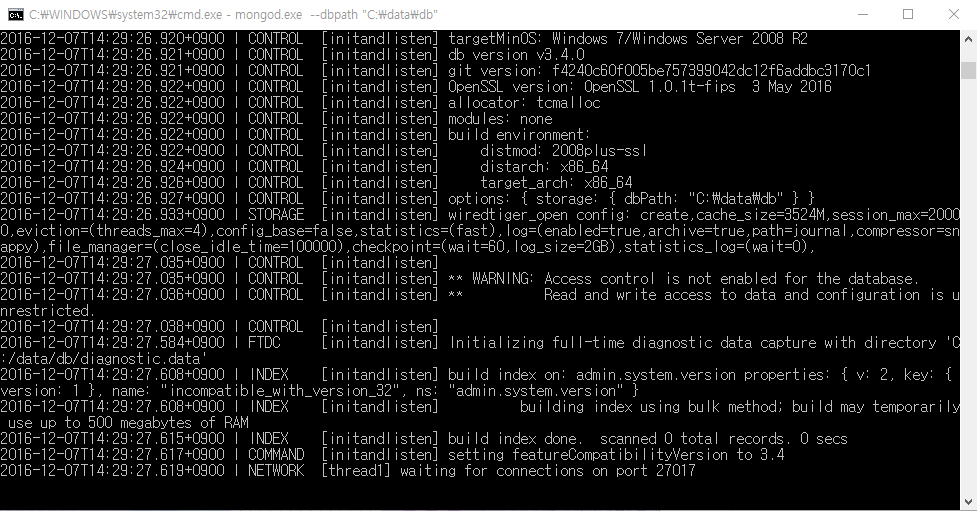 C:₩WINDOWS₩system32₩cmd.exe - mongod.exe  --dbpath "C:₩data₩db"
2016-12-07T14:29:26.920+0900 I CONTROL  [initandlisten] targetMinOS: Windows 7/Windows Server 2008 R2
2016-12-07T14:29:26.921+0900 I CONTROL  [initandlisten] db version v3.4.0
2016-12-07T14:29:26.921+0900 I CONTROL  [initandlisten] git version: f4240c60f005be757399042dc12f6addbc3170c1
2016-12-07T14:29:26.922+0900 I CONTROL  [initandlisten] OpenSSL version: OpenSSL 1.0.1t-fips  3 May 2016
2016-12-07T14:29:26.922+0900 I CONTROL  [initandlisten] allocator: tcmalloc
2016-12-07T14:29:26.922+0900 I CONTROL  [initandlisten] modules: none
2016-12-07T14:29:26.922+0900 I CONTROL  [initandlisten] build environment:
2016-12-07T14:29:26.922+0900 I CONTROL  [initandlisten]     distmod: 2008plus-ssl
2016-12-07T14:29:26.924+0900 I CONTROL  [initandlisten]     distarch: x86_64
2016-12-07T14:29:26.926+0900 I CONTROL  [initandlisten]     target_arch: x86_64
2016-12-07T14:29:26.927+0900 I CONTROL  [initandlisten] options: { storage: { dbPath: "C:₩data₩db" } }
2016-12-07T14:29:26.933+0900 I STORAGE  [initandlisten] wiredtiger_open config: create,cache_size=3524M,session_max=2000
0,eviction=(threads_max=4),config_base=false,statistics=(fast),log=(enabled=true,archive=true,path=journal,compressor=sn
appy),file_manager=(close_idle_time=100000),checkpoint=(wait=60,log_size=2GB),statistics_log=(wait=0),
2016-12-07T14:29:27.035+0900 I CONTROL  [initandlisten]
2016-12-07T14:29:27.035+0900 I CONTROL  [initandlisten] ** WARNING: Access control is not enabled for the database.
2016-12-07T14:29:27.036+0900 I CONTROL  [initandlisten] **          Read and write access to data and configuration is u
nrestricted.
2016-12-07T14:29:27.038+0900 I CONTROL  [initandlisten]
2016-12-07T14:29:27.584+0900 I FTDC     [initandlisten] Initializing full-time diagnostic data capture with directory 'C
:/data/db/diagnostic.data'
2016-12-07T14:29:27.608+0900 I INDEX    [initandlisten] build index on: admin.system.version properties: { v: 2, key: {
version: 1 }, name: "incompatible_with_version_32", ns: "admin.system.version" }
2016-12-07T14:29:27.608+0900 I INDEX    [initandlisten]          building index using bulk method; build may temporarily
 use up to 500 megabytes of RAM
2016-12-07T14:29:27.615+0900 I INDEX    [initandlisten] build index done.  scanned 0 total records. 0 secs
2016-12-07T14:29:27.617+0900 I COMMAND  [initandlisten] setting featureCompatibilityVersion to 3.4
2016-12-07T14:29:27.619+0900 I NETWORK  [thread1] waiting for connections on port 27017